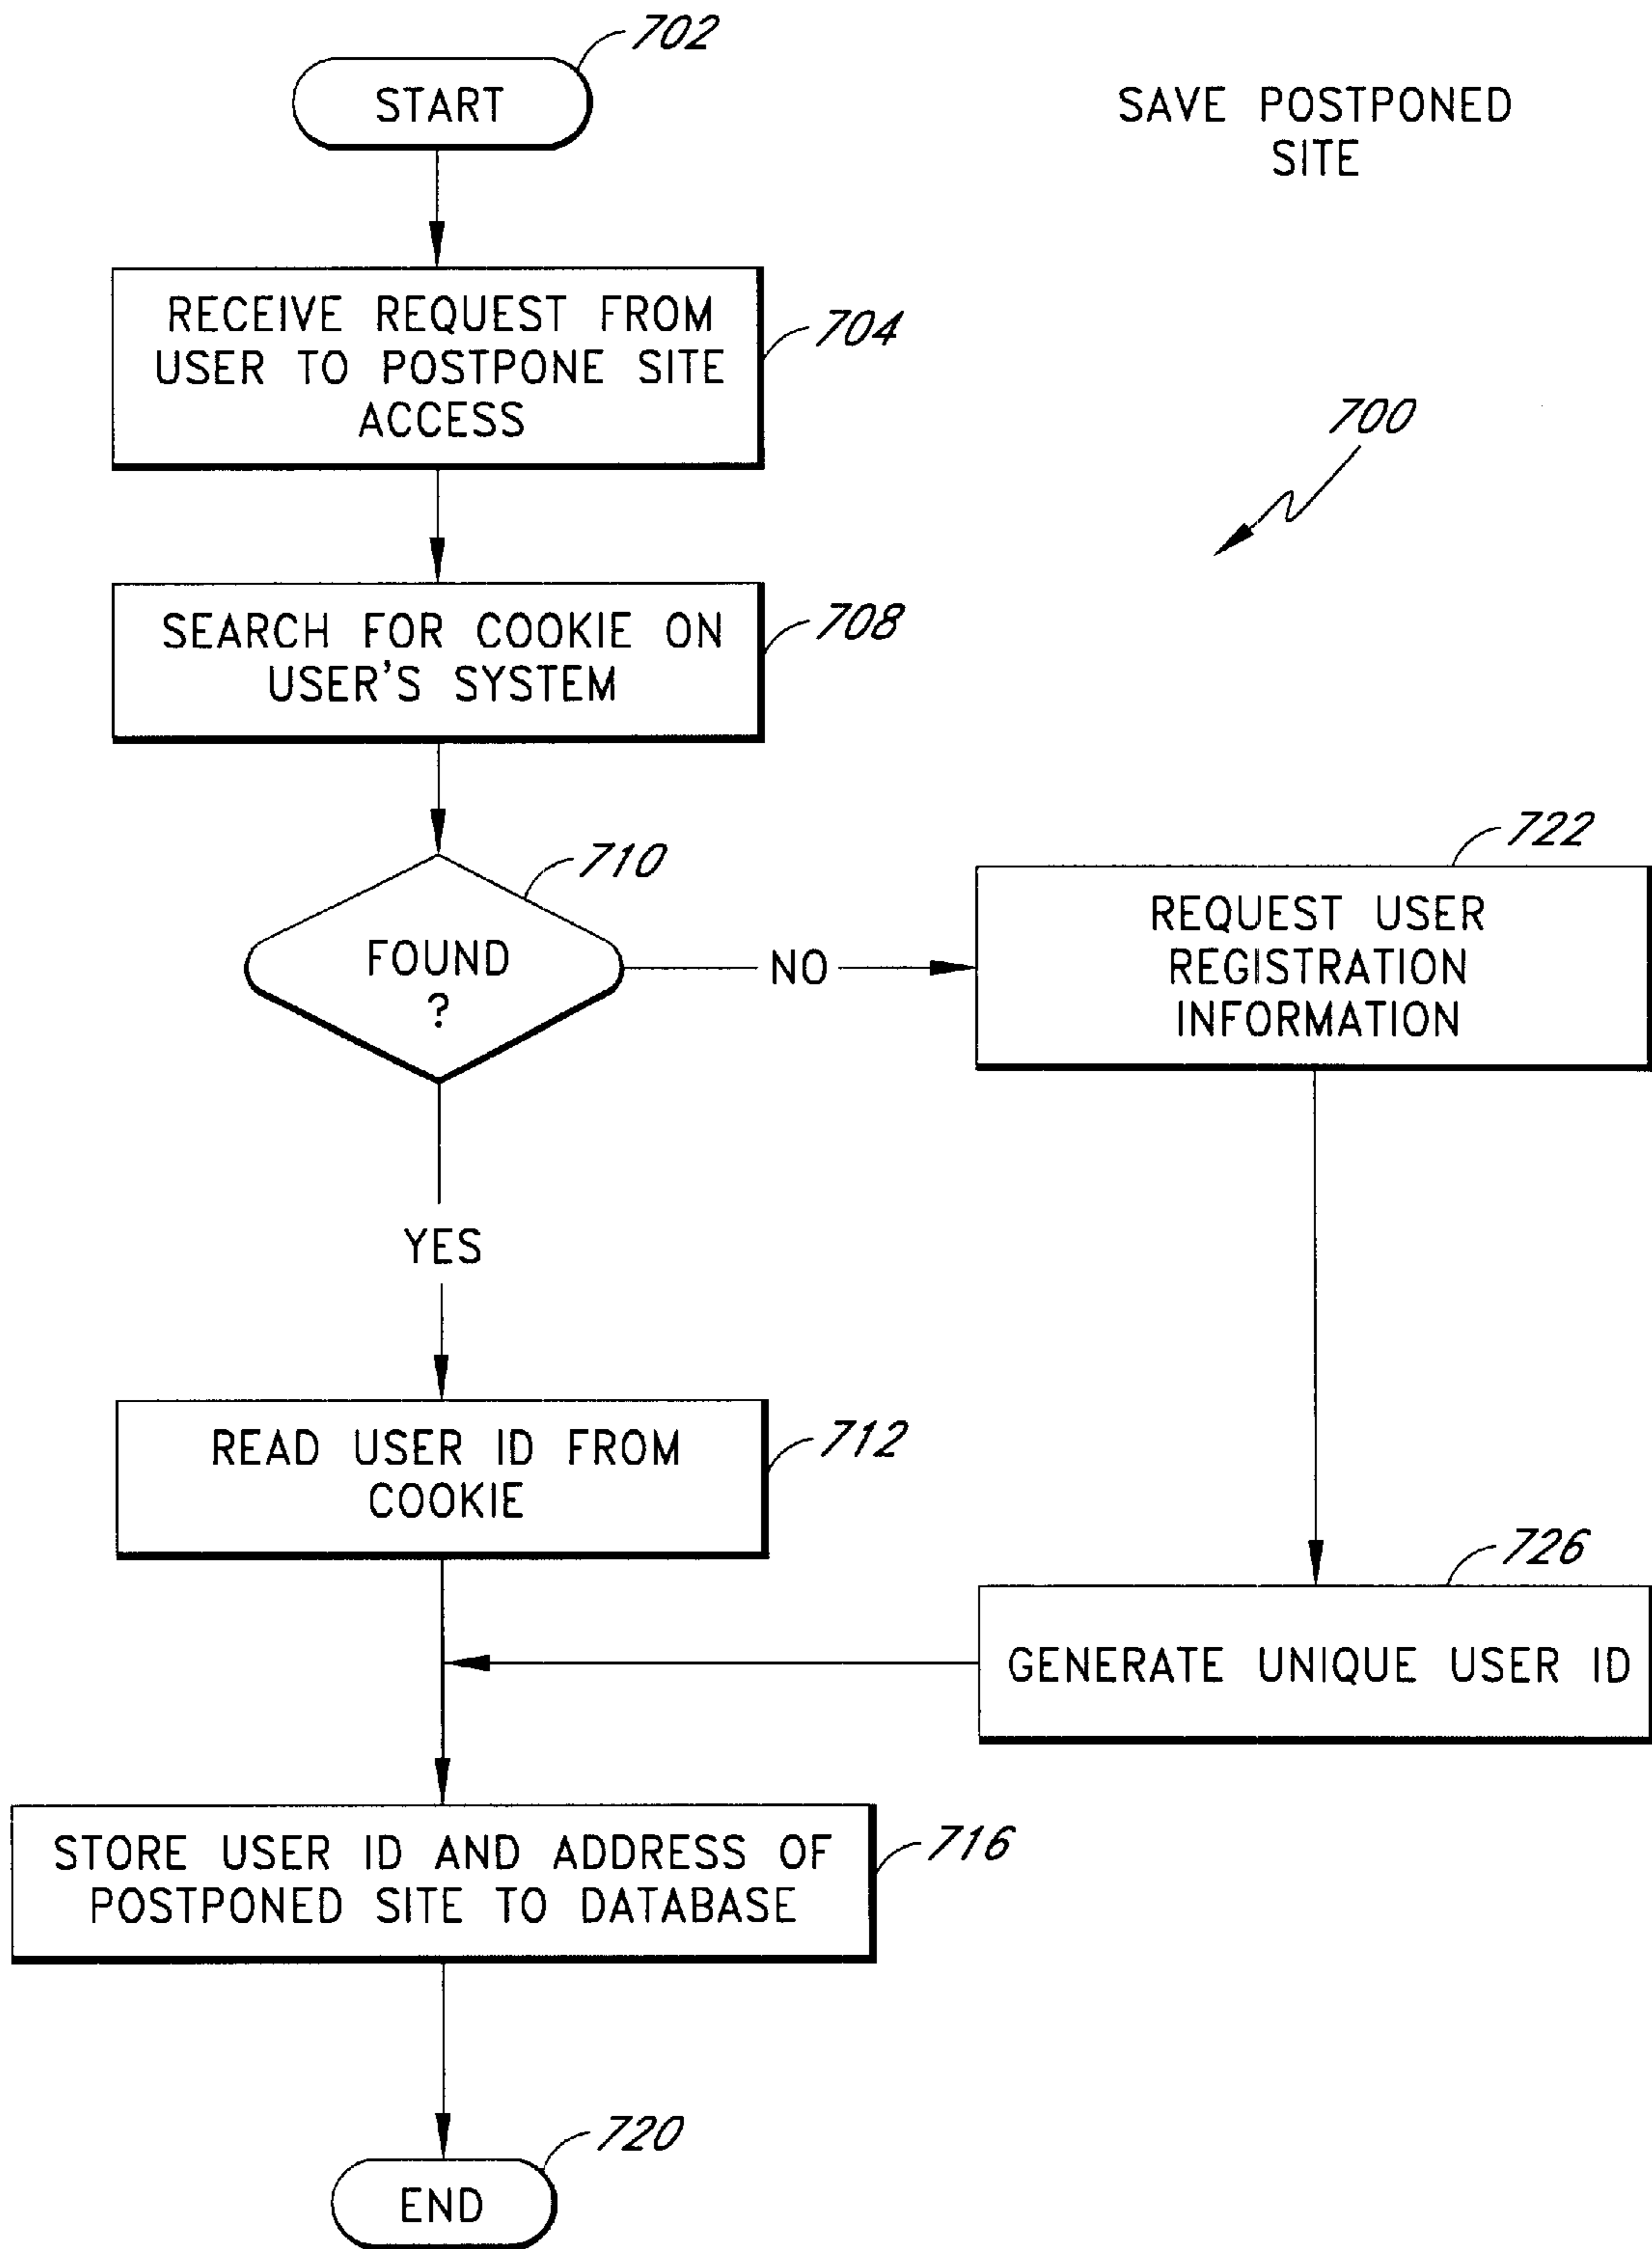 702
START
SAVE POSTPONED
SITE
RECEIVE REQUEST FROM
USER TO POSTPONE SITE
ACCESS
704
700
SEARCH FOR COOKIE ON
USER'S SYSTEM
708
710
FOUND
?
NO
722
REQUEST USER
REGISTRATION
INFORMATION
YES
READ USER ID FROM
COOKIE
712
726
GENERATE UNIQUE USER ID
STORE USER ID AND ADDRESS OF
POSTPONED SITE TO DATABASE
716
720
END